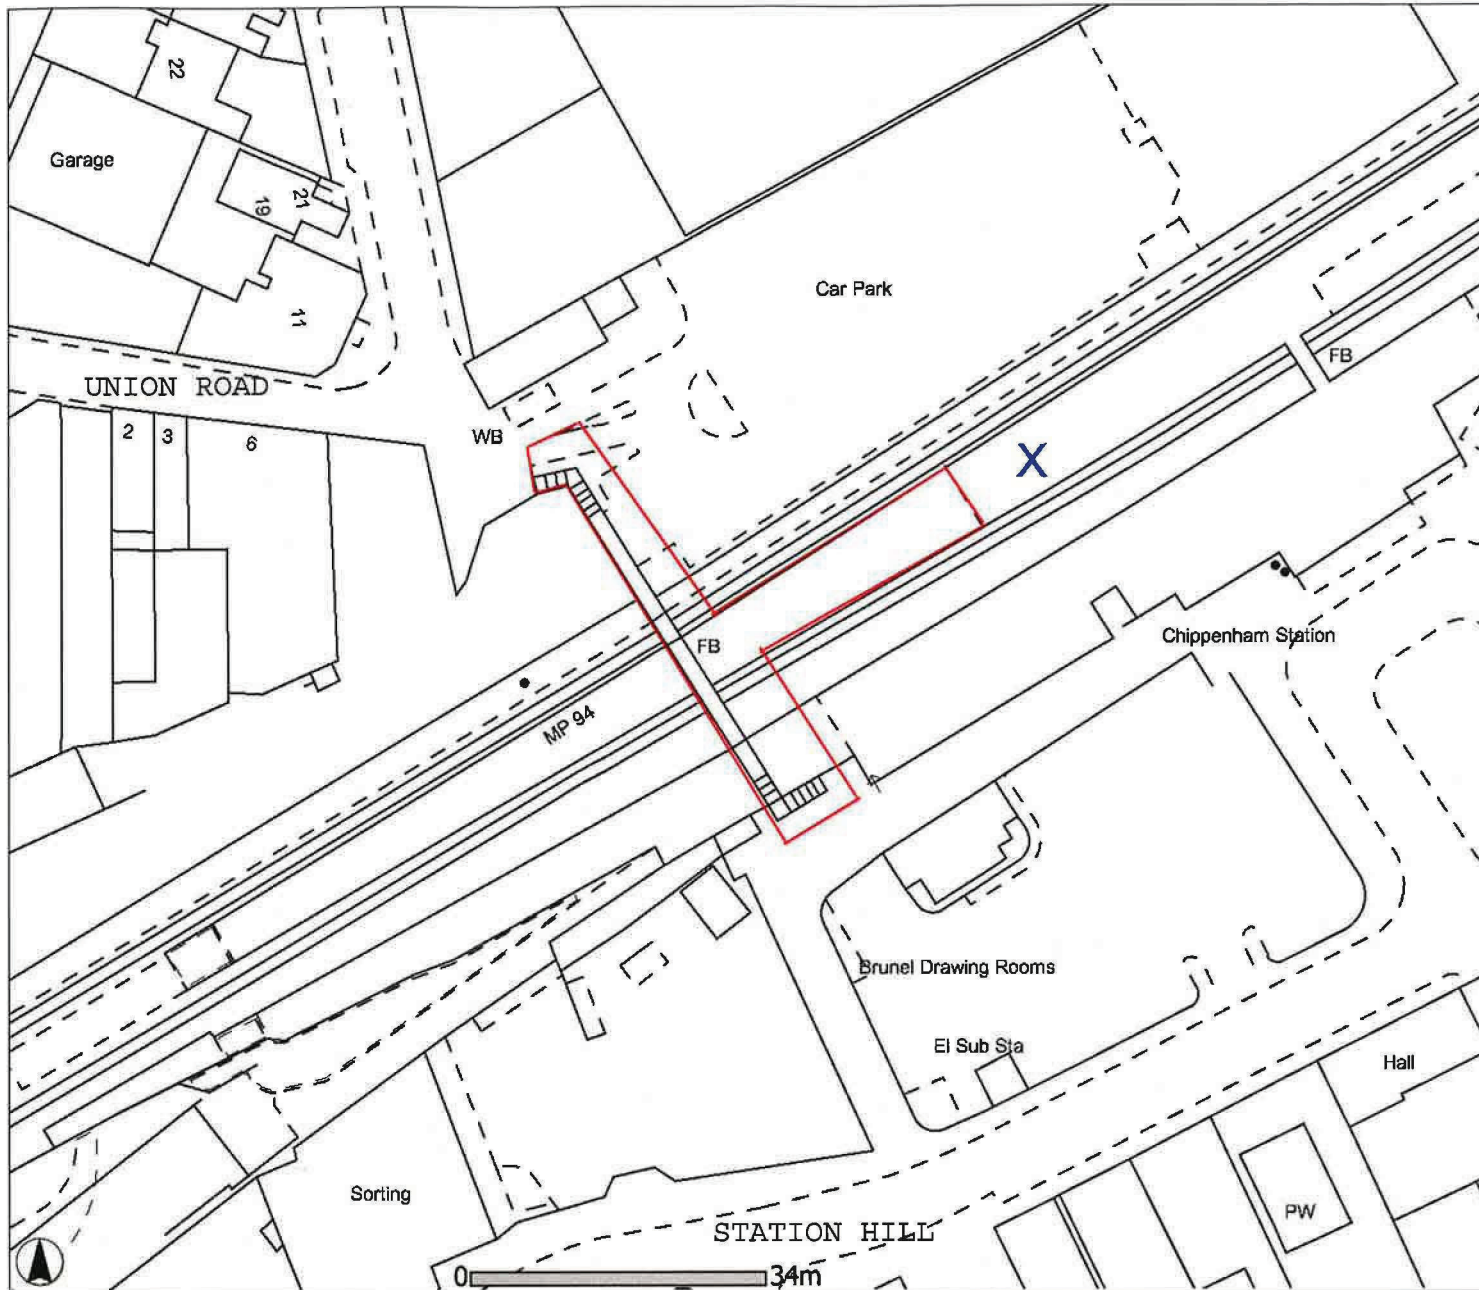 22
Garage
21
19
11
Car Park
UNION ROAD
FB
2
3
6
WB
X
Chippenham Station
FB
MP 94
Brunel Drawing Rooms
El Sub Sta
Hall
Sorting
PW
STATION HILL
0
34m